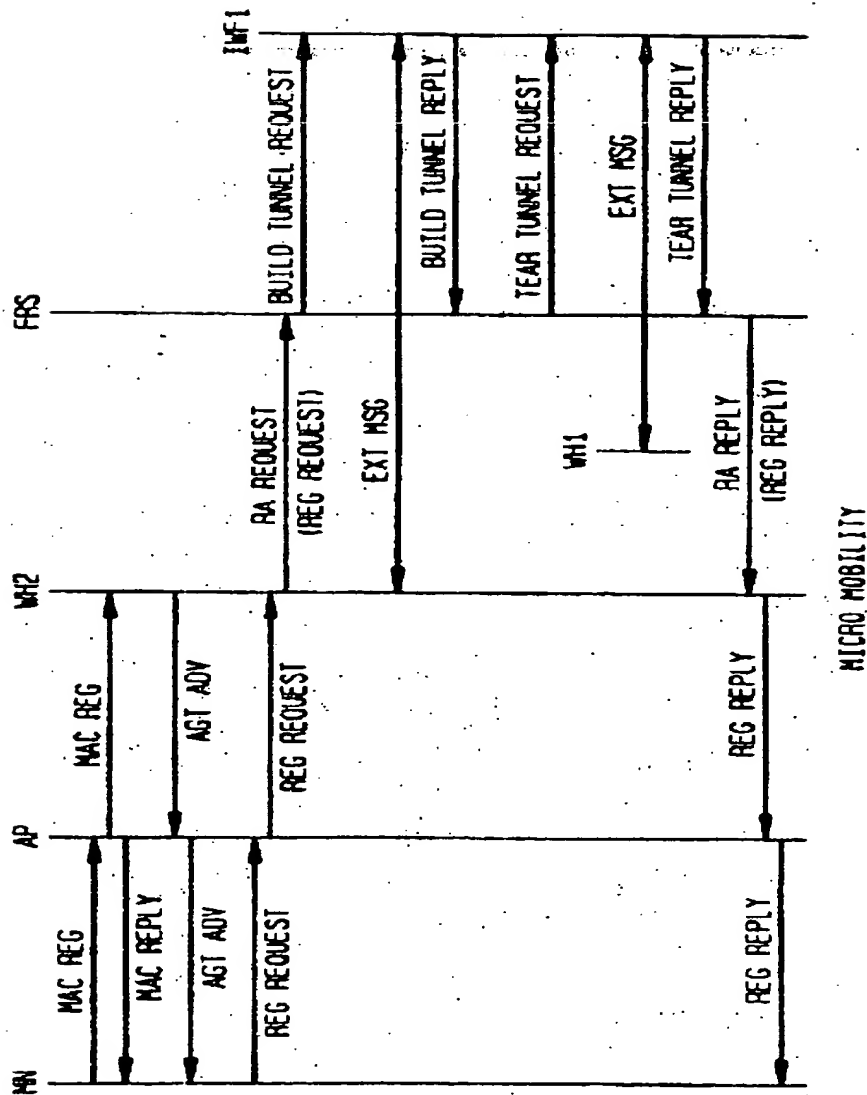 MN
AP
WH2
FRS
IWF1
MAC REG
MAC REG
MAC REPLY
AGT ADV
AGT ADV
REG REQUEST
REG REQUEST
RA REQUEST
(REG REQUEST)
BUILD TUNNEL REQUEST
EXT MSG
BUILD TUNNEL REPLY
TEAR TUNNEL REQUEST
WH1
EXT MSG
TEAR TUNNEL REPLY
RA REPLY
(REG REPLY)
REG REPLY
REG REPLY
MICRO MOBILITY